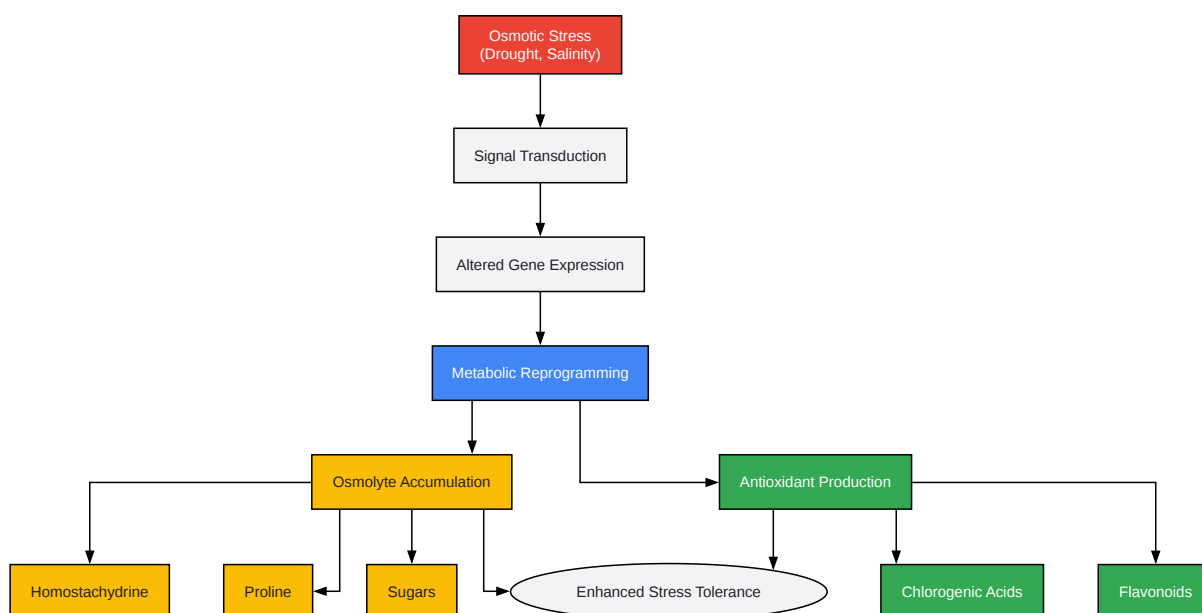 Osmotic Stress
(Drought, Salinity)
Signal Transduction
Altered Gene Expression
Metabolic Reprogramming
Osmolyte Accumulation
Antioxidant Production
Homostachydrine
Proline
Sugars
Enhanced Stress Tolerance
Chlorogenic Acids
Flavonoids